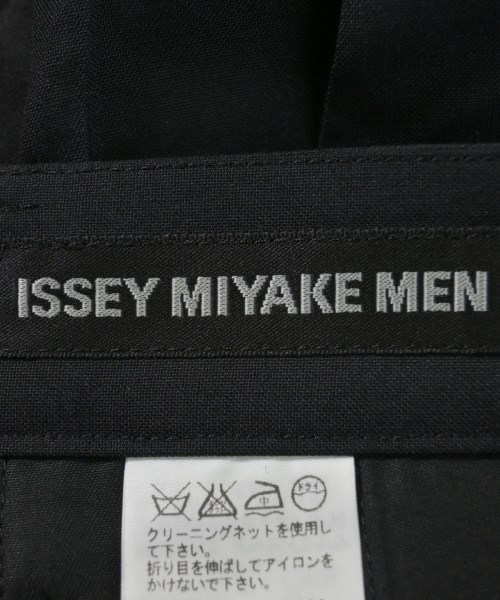 ISSEY MIYAKE MEN
中 ドライ
クリーニングネットを使用し
て下さい。
折り目を伸ばしてアイロンを
かけないで下さい。